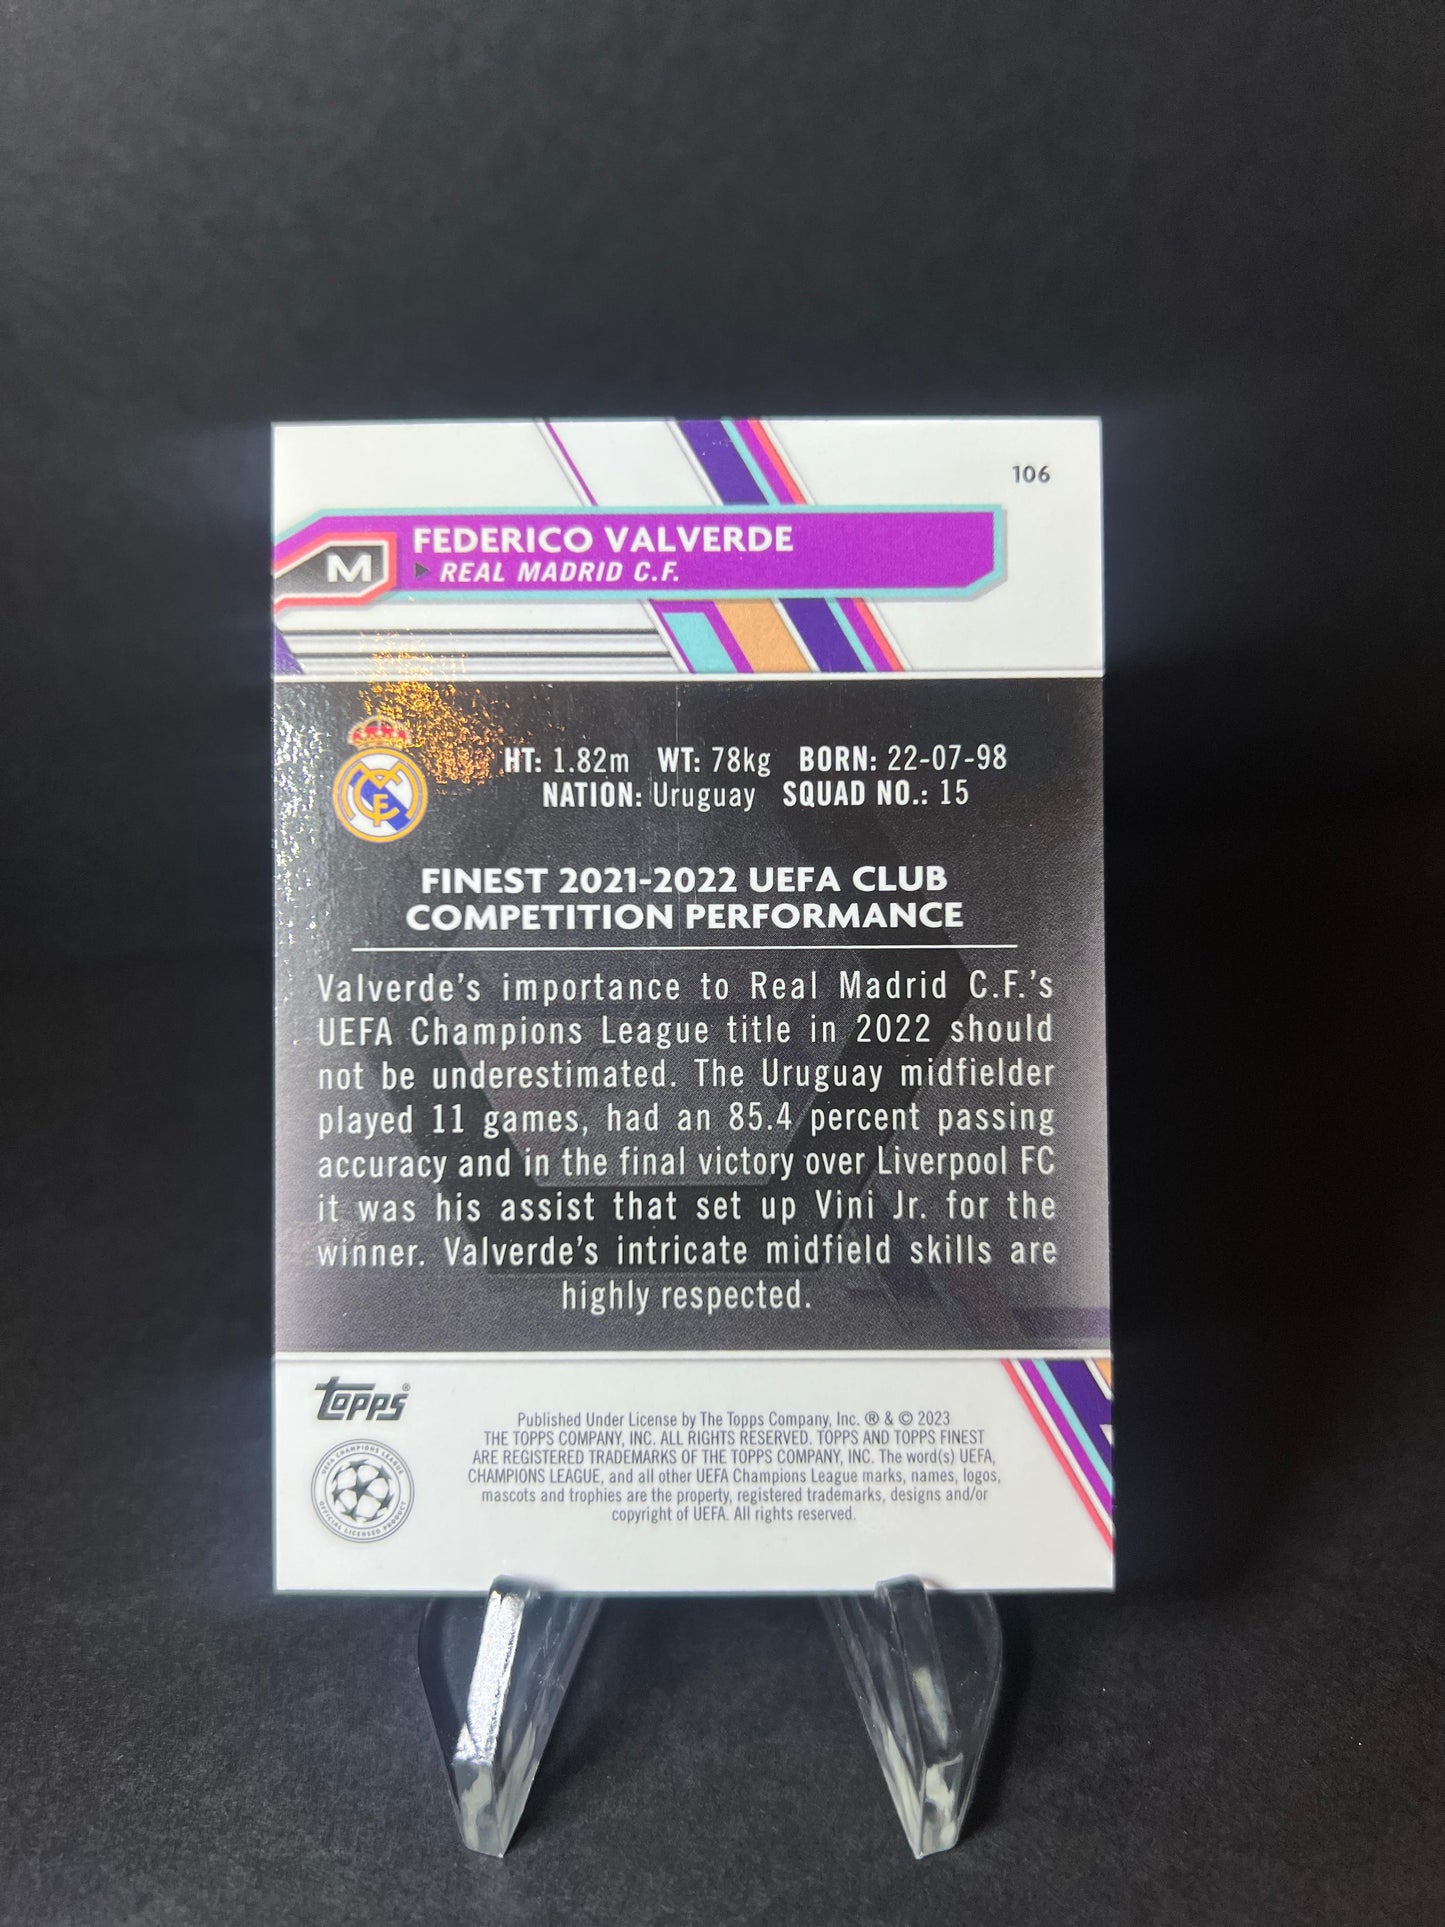 106
FEDERICO VALVERDE
M
REAL MADRID C.F.
HT: 1.82m WT: 78kg BORN: 22-07-98
NATION: Uruguay SQUAD NO.: 15
FINEST 2021-2022 UEFA CLUB
COMPETITION PERFORMANCE
Valverde's importance to Real Madrid C.F.'s
UEFA Champions League title in 2022 should
not be underestimated. The Uruguay midfielder
played 11 games, had an 85.4 percent passing
accuracy and in the final victory over Liverpool FC
it was his assist that set up Vini Jr. for the
winner. Valverde's intricate midfield skills are
highly respected.
Topps®
Published Under License by The Topps Company, Inc. ® & © 2023
THE TOPPS COMPANY, INC. ALL RIGHTS RESERVED. TOPPS AND TOPPS FINEST
ARE REGISTERED TRADEMARKS OF THE TOPPS COMPANY, INC. The word(s) UEFA,
CHAMPIONS LEAGUE, and all other UEFA Champions League marks, names, logos,
mascots and trophies are the property, registered trademarks, designs and/or
copyright of UEFA. All rights reserved.
UEFA CHAMPIONS LEAGUE
OFFICIAL LICENSED PRODUCT